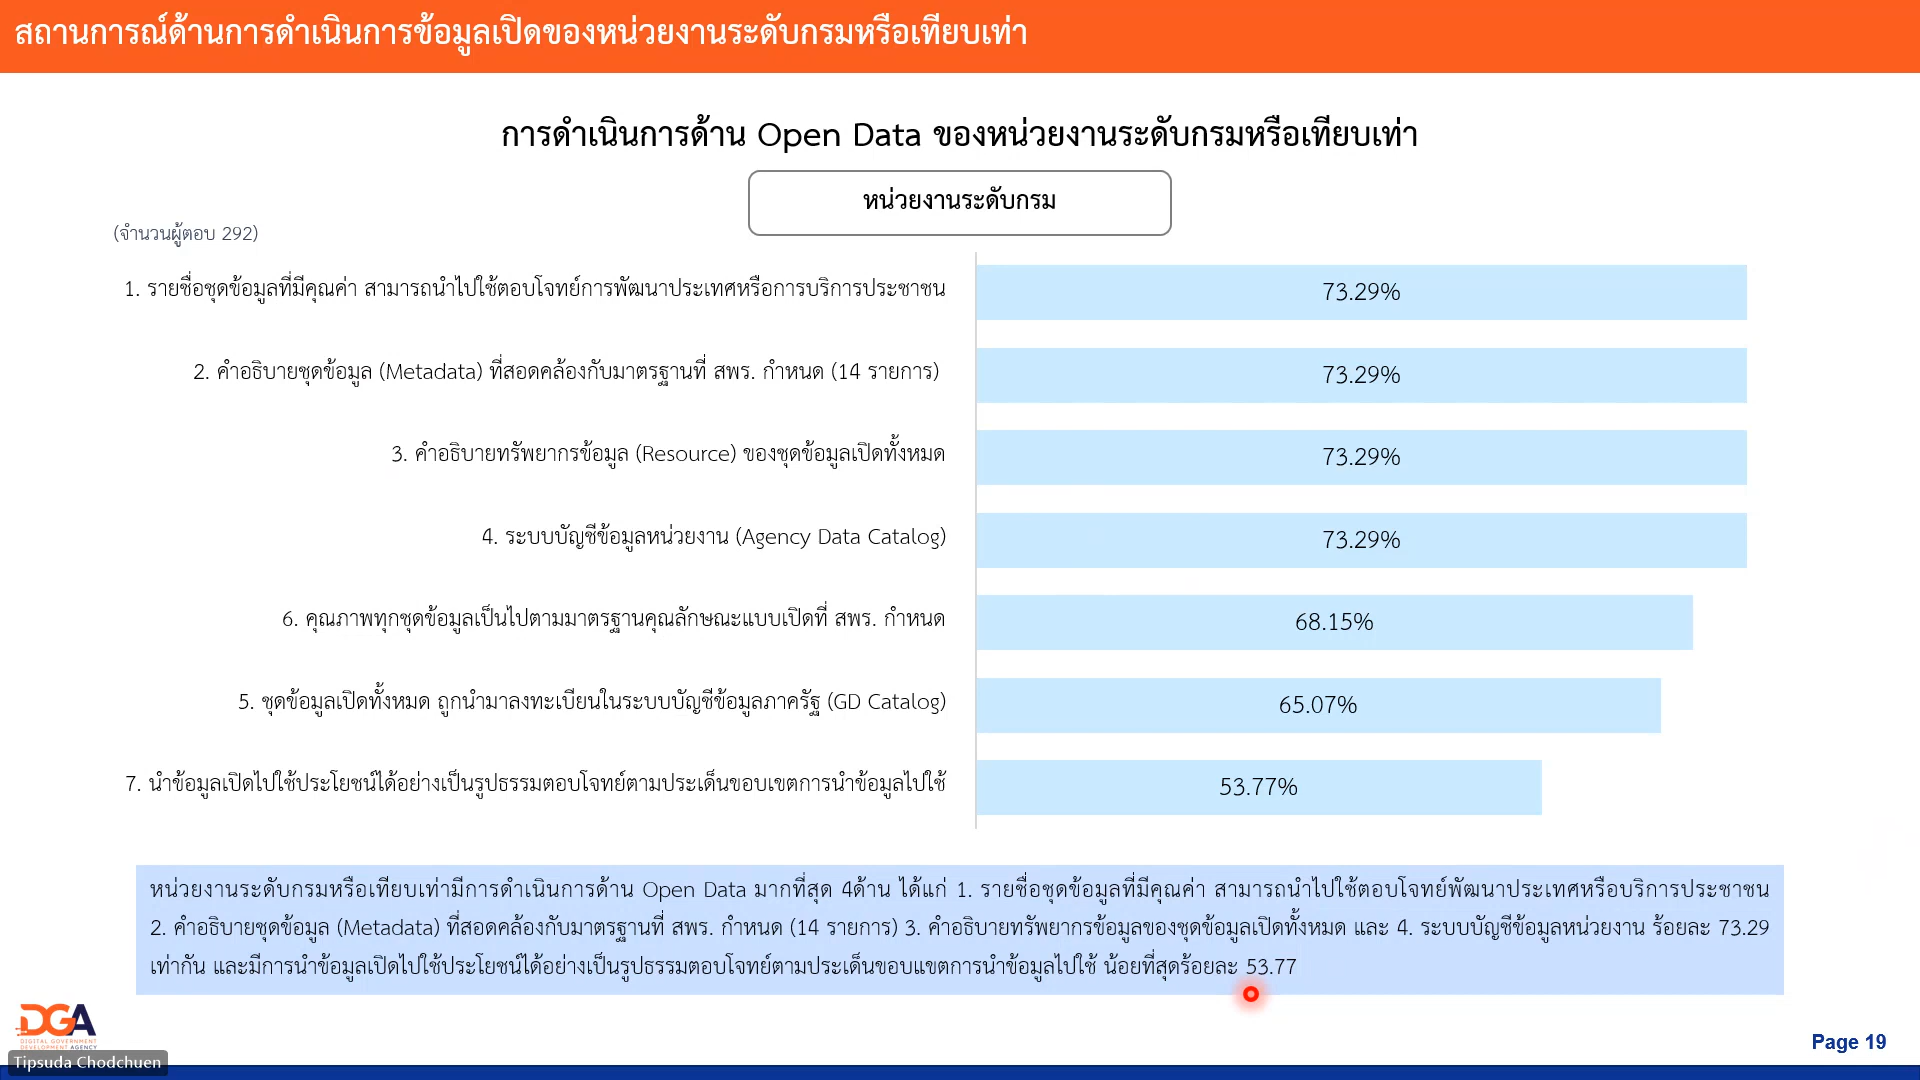 สถานการณ์ด้านการดำเนินการข้อมูลเปิดของหน่วยงานระดับกรมหรือเทียบเท่า
การดำเนินการด้าน Open Data ของหน่วยงานระดับกรมหรือเทียบเท่า
หน่วยงานระดับกรม
(จำนวนผู้ตอบ 292)
1. รายชื่อชุดข้อมูลที่มีคุณค่า สามารถนำไปใช้ตอบโจทย์การพัฒนาประเทศหรือการบริการประชาชน
73.29%
2. คำอธิบายชุดข้อมูล (Metadata) ที่สอดคล้องกับมาตรฐานที่ สพร. กำหนด (14 รายการ)
73.29%
3. คำอธิบายทรัพยากรข้อมูล (Resource) ของชุดข้อมูลเปิดทั้งหมด
73.29%
4. ระบบบัญชีข้อมูลหน่วยงาน (Agency Data Catalog)
73.29%
6. คุณภาพทุกชุดข้อมูลเป็นไปตามมาตรฐานคุณลักษณะแบบเปิดที่ สพร. กำหนด
68.15%
5. ชุดข้อมูลเปิดทั้งหมด ถูกนำมาลงทะเบียนในระบบบัญชีข้อมูลภาครัฐ (GD Catalog)
65.07%
7. นำข้อมูลเปิดไปใช้ประโยชน์ได้อย่างเป็นรูปธรรมตอบโจทย์ตามประเด็นขอบเขตการนำข้อมูลไปใช้
53.77%
หน่วยงานระดับกรมหรือเทียบเท่ามีการดำเนินการด้าน Open Data มากที่สุด 4ด้าน ได้แก่ 1. รายชื่อชุดข้อมูลที่มีคุณค่า สามารถนำไปใช้ตอบโจทย์พัฒนาประเทศหรือบริการประชาชน
2. คำอธิบายชุดข้อมูล (Metadata) ที่สอดคล้องกับมาตรฐานที่ สพร. กำหนด (14 รายการ) 3. คำอธิบายทรัพยากรข้อมูลของชุดข้อมูลเปิดทั้งหมด และ 4. ระบบบัญชีข้อมูลหน่วยงาน ร้อยละ 73.29
เท่ากัน และมีการนำข้อมูลเปิดไปใช้ประโยชน์ได้อย่างเป็นรูปธรรมตอบโจทย์ตามประเด็นขอบแขตการนำข้อมูลไปใช้ น้อยที่สุดร้อยละ 53.77
DGA
DIGITAL GOVERNMENT
DEVELOPMENT AGENCY
Tipsuda Chodchuen
Page 19